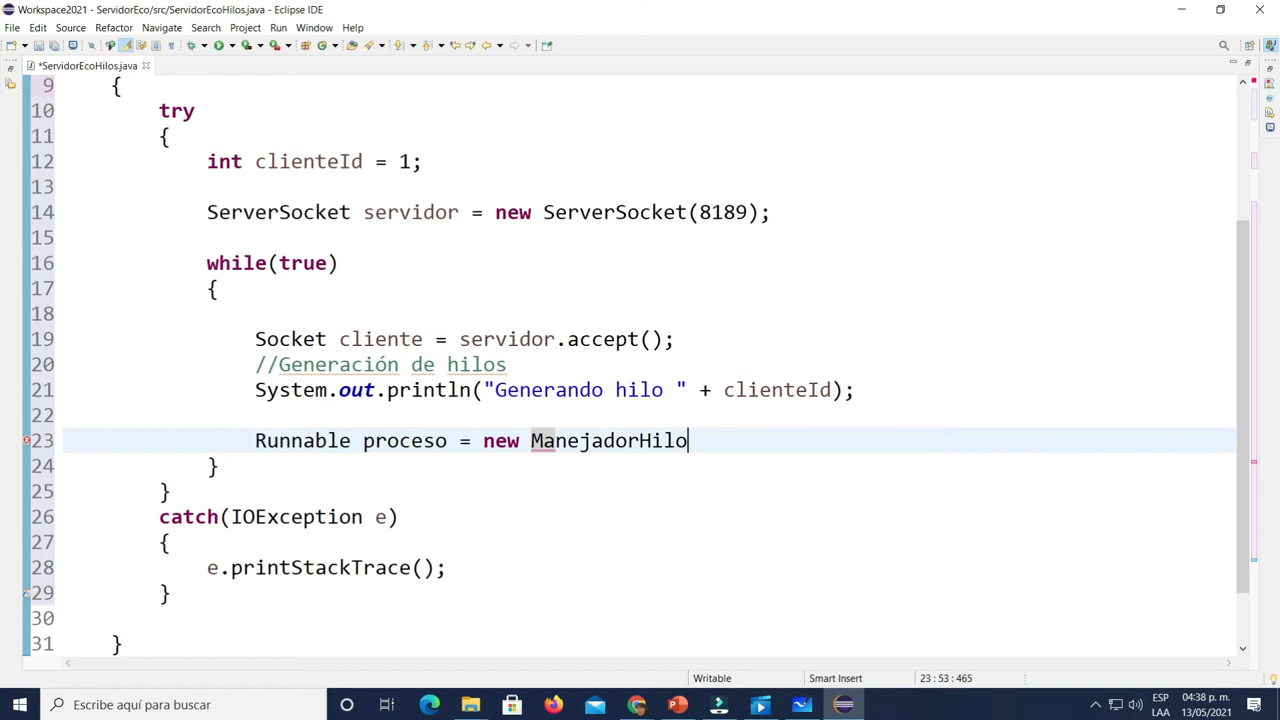 Workspace2021 - ServidorEco/src/ServidorEcoHilos.java - Eclipse IDE
File Edit Source Refactor Navigate Search Project Run Window Help
*ServidorEcoHilos.java
9 {
10 try
11 {
12 int clienteId = 1;
13
14 ServerSocket servidor = new ServerSocket(8189);
15
16 while(true)
17 {
18
19 Socket cliente = servidor.accept();
20 //Generación de hilos
21 System.out.println("Generando hilo " + clienteId);
22
23 Runnable proceso = new ManejadorHilo
24 }
25 }
26 catch(IOException e)
27 {
28 e.printStackTrace();
29 }
30
31 }
Writable Smart Insert 23 : 53 : 465
Escribe aquí para buscar
ESP 04:38 p. m.
LAA 13/05/2021